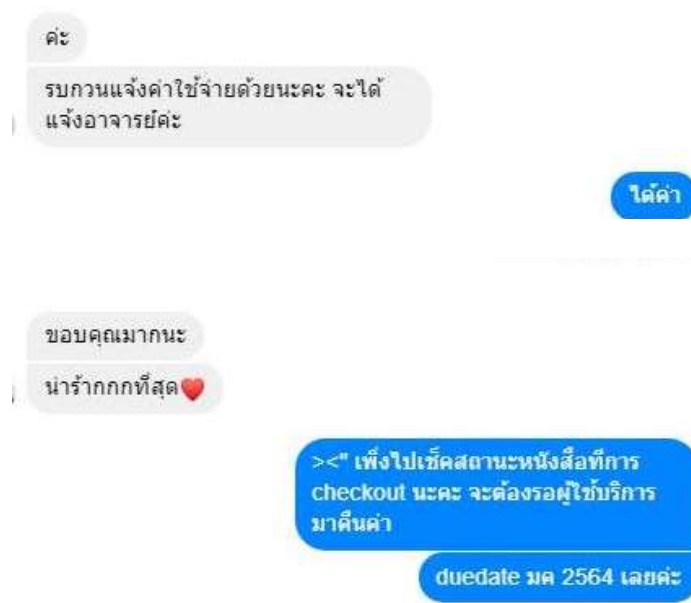 ค่ะ
รบกวนแจ้งค่าใช้จ่ายด้วยนะคะ จะได้
แจ้งอาจารย์ค่ะ
ได้ค่า
ขอบคุณมากนะ
น่าร้ากกกที่สุด❤️
><" เพิ่งไปเช็คสถานะหนังสือทีการ
checkout นะคะ จะต้องรอผู้ใช้บริการ
มาคืนค่า
duedate มค 2564 เลยค่ะ